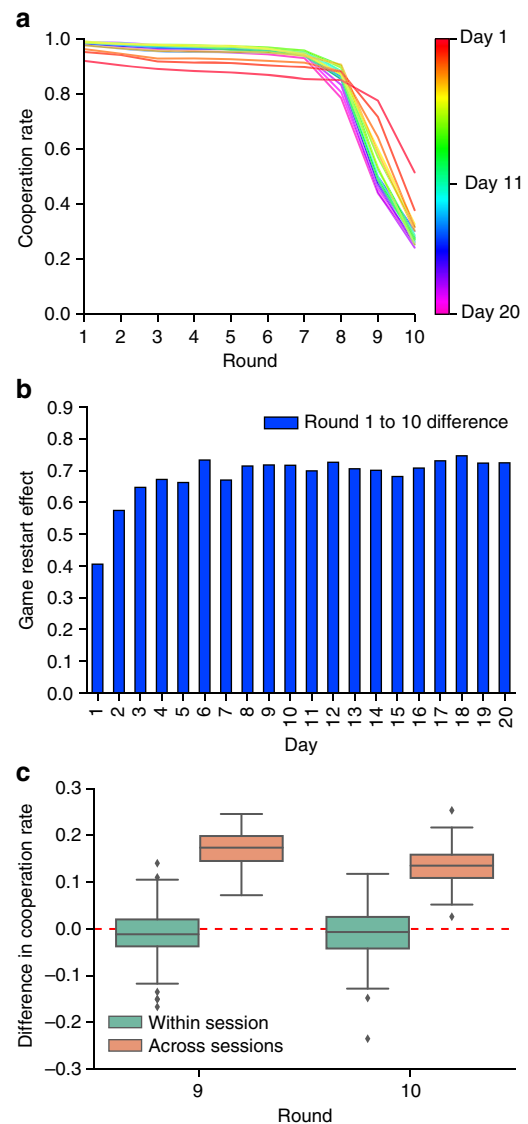 a
1.0
0.8
0.6
0.4
0.2
0.0
Cooperation rate
1 2 3 4 5 6 7 8 9 10
Round
Day 1
Day 11
Day 20
b
0.9
0.8
0.7
0.6
0.5
0.4
0.3
0.2
0.1
0.0
Game restart effect
Round 1 to 10 difference
1 2 3 4 5 6 7 8 9 10 11 12 13 14 15 16 17 18 19 20
Day
c
0.3
0.2
0.1
0.0
−0.1
−0.2
−0.3
Difference in cooperation rate
Within session
Across sessions
9 10
Round